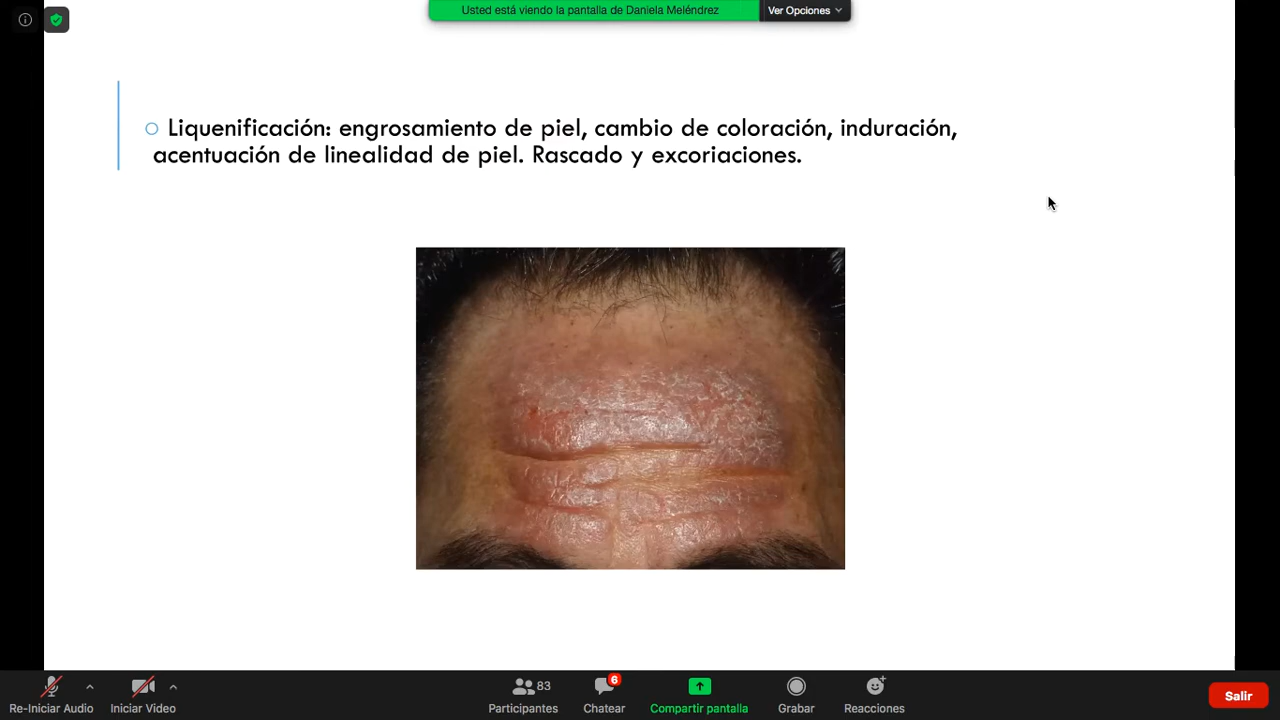 Usted está viendo la pantalla de Daniela Meléndrez
Ver Opciones
Liquenificación: engrosamiento de piel, cambio de coloración, induración,
acentuación de linealidad de piel. Rascado y excoriaciones.
6
83
Re-Iniciar Audio
Iniciar Video
Participantes
Chatear
Compartir pantalla
Grabar
Reacciones
Salir